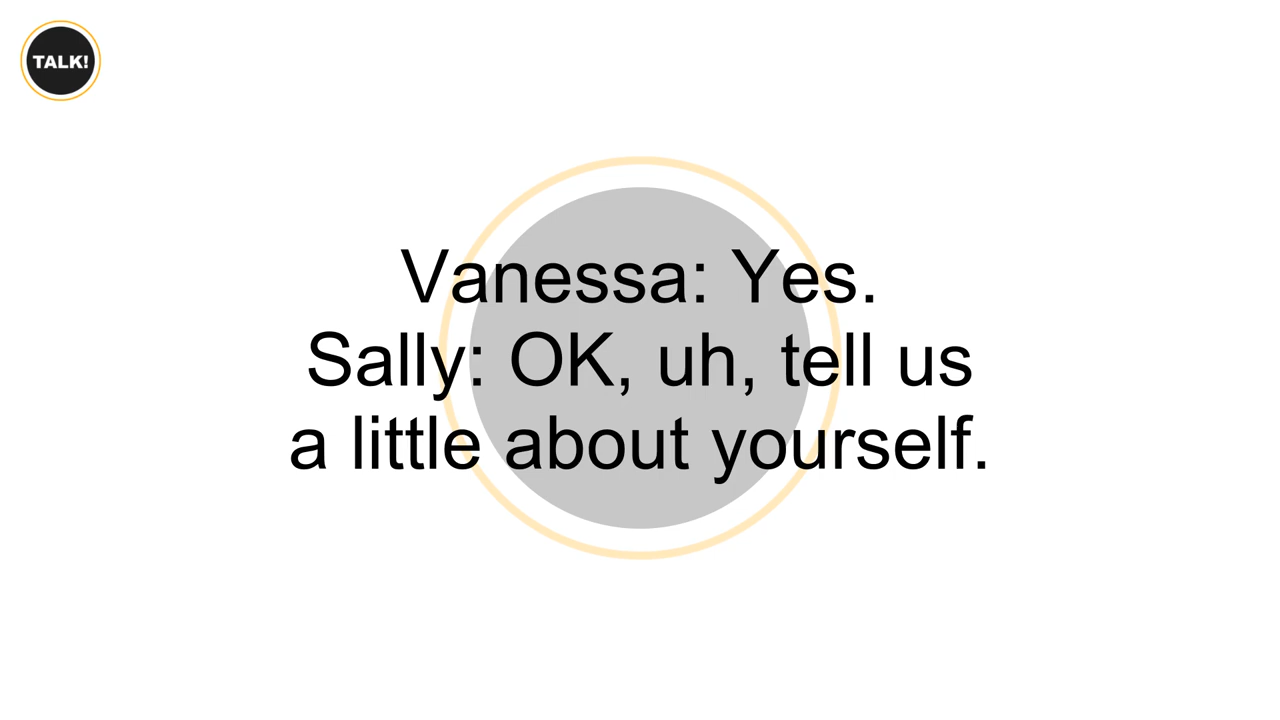 TALK!
Vanessa: Yes.
Sally: OK, uh, tell us
a little about yourself.